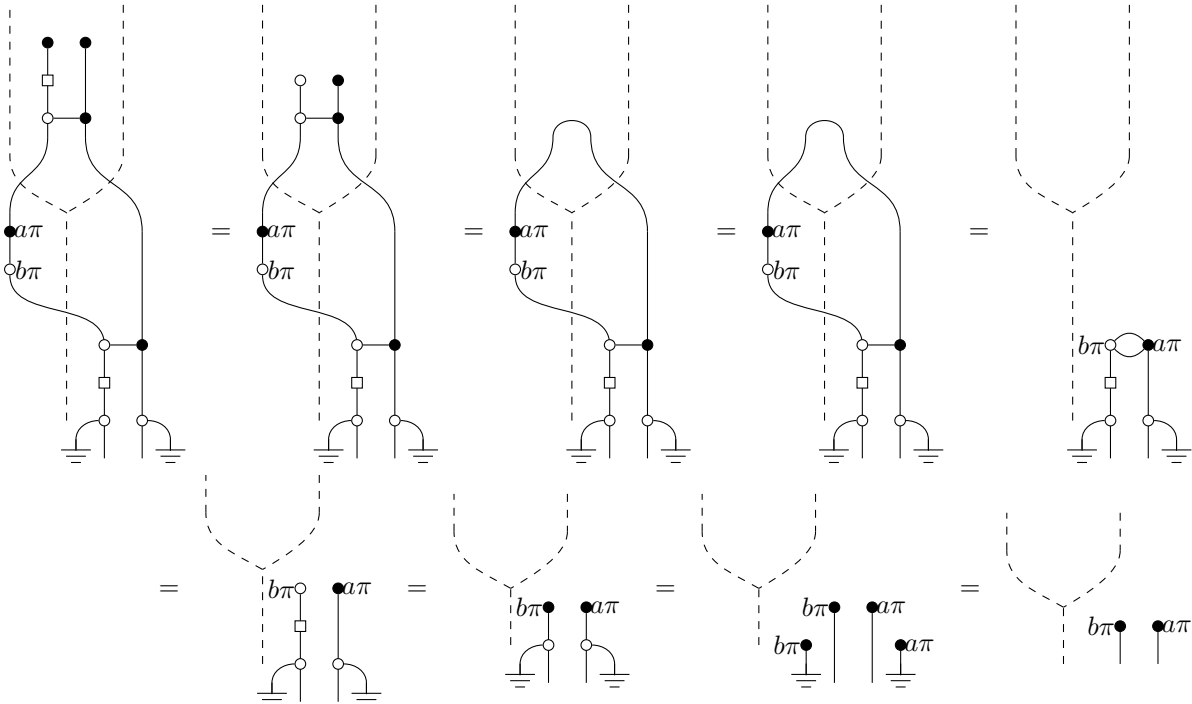 aπ = aπ = aπ = aπ =
bπ bπ bπ bπ
bπ aπ
= bπ aπ = bπ aπ = bπ aπ = bπ aπ
bπ aπ